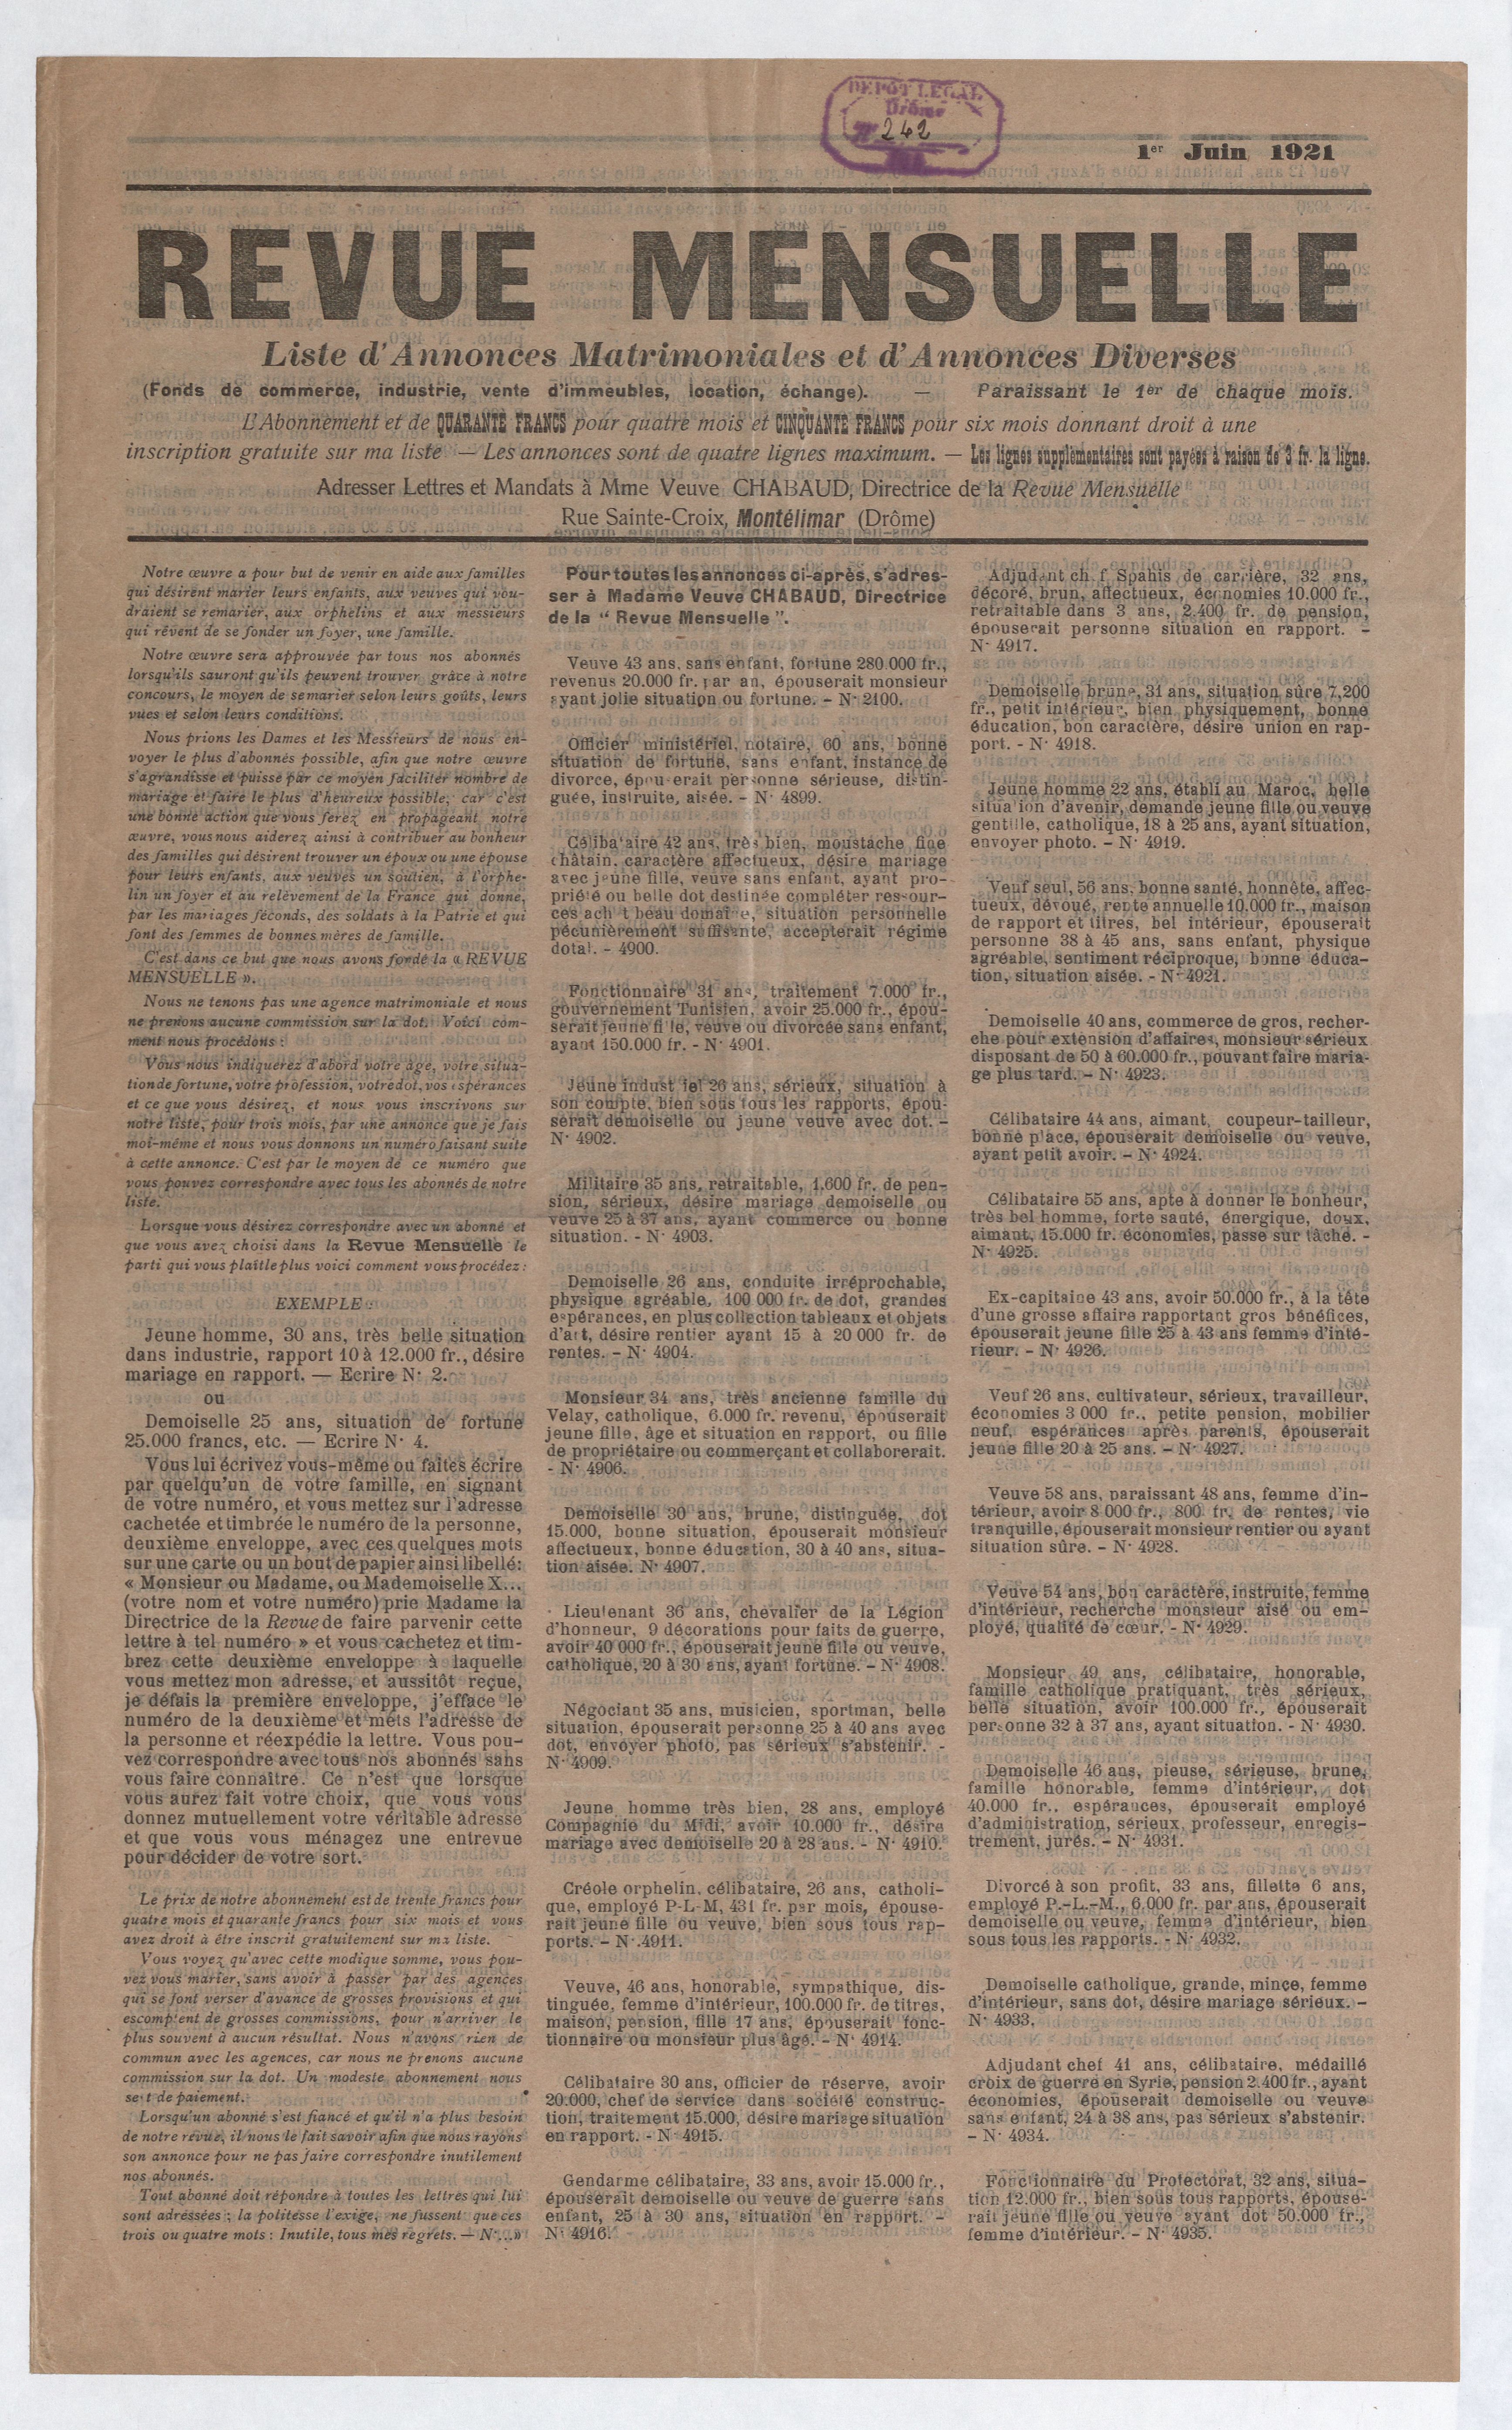 DÉPOT LÉGAL
Drôme
N° 242
1er Juin 1921
REVUE MENSUELLE
Liste d'Annonces Matrimoniales et d'Annonces Diverses
(Fonds de commerce, industrie, vente d'immeubles, location, échange). — Paraissant le 1er de chaque mois.
L'Abonnement et de QUARANTE FRANCS pour quatre mois et CINQUANTE FRANCS pour six mois donnant droit à une
inscription gratuite sur ma liste — Les annonces sont de quatre lignes maximum. — Les lignes supplémentaires sont payées à raison de 3 fr. la ligne.
Adresser Lettres et Mandats à Mme Veuve CHABAUD, Directrice de la Revue Mensuelle
Rue Sainte-Croix, Montélimar (Drôme)
Notre œuvre a pour but de venir en aide aux familles
qui désirent marier leurs enfants, aux veuves qui vou-
draient se remarier, aux orphelins et aux messieurs
qui rêvent de se fonder un foyer, une famille.
Notre œuvre sera approuvée par tous nos abonnés
lorsqu'ils sauront qu'ils peuvent trouver grâce à notre
concours, le moyen de semarier selon leurs goûts, leurs
vues et selon leurs conditions.
Nous prions les Dames et les Messieurs de nous en-
voyer le plus d'abonnés possible, afin que notre œuvre
s'agrandisse et puisse par ce moyen faciliter nombre de
mariage et faire le plus d'heureux possible; car c'est
une bonne action que vous ferez en propageant notre
œuvre, vous nous aiderez ainsi à contribuer au bonheur
des familles qui désirent trouver un époux ou une épouse
pour leurs enfants, aux veuves un soutien, à l'orphe-
lin un foyer et au relèvement de la France qui donne,
par les mariages féconds, des soldats à la Patrie et qui
font des femmes de bonnes mères de famille.
C'est dans ce but que nous avons fondé la « REVUE
MENSUELLE ».
Nous ne tenons pas une agence matrimoniale et nous
ne prenons aucune commission sur la dot. Voici com-
ment nous procédons :
Vous nous indiquerez d'abord votre âge, votre situa-
tion de fortune, votre profession, votre dot, vos espérances
et ce que vous désirez, et nous vous inscrivons sur
notre liste, pour trois mois, par une annonce que je fais
moi-même et nous vous donnons un numéro faisant suite
à cette annonce. C'est par le moyen de ce numéro que
vous pouvez correspondre avec tous les abonnés de notre
liste.
Lorsque vous désirez correspondre avec un abonné et
que vous avez choisi dans la Revue Mensuelle le
parti qui vous plaît le plus voici comment vous procédez :
EXEMPLE :
Jeune homme, 30 ans, très belle situation
dans industrie, rapport 10 à 12.000 fr., désire
mariage en rapport. — Ecrire N° 2.
ou
Demoiselle 25 ans, situation de fortune
25.000 francs, etc. — Ecrire N° 4.
Vous lui écrivez vous-même ou faites écrire
par quelqu'un de votre famille, en signant
de votre numéro, et vous mettez sur l'adresse
cachetée et timbrée le numéro de la personne,
deuxième enveloppe, avec ces quelques mots
sur une carte ou un bout de papier ainsi libellé:
« Monsieur ou Madame, ou Mademoiselle X...
(votre nom et votre numéro) prie Madame la
Directrice de la Revue de faire parvenir cette
lettre à tel numéro » et vous cachetez et tim-
brez cette deuxième enveloppe à laquelle
vous mettez mon adresse, et aussitôt reçue,
je défais la première enveloppe, j'efface le
numéro de la deuxième et mets l'adresse de
la personne et réexpédie la lettre. Vous pou-
vez correspondre avec tous nos abonnés sans
vous faire connaître. Ce n'est que lorsque
vous aurez fait votre choix, que vous vous
donnez mutuellement votre véritable adresse
et que vous vous ménagez une entrevue
pour décider de votre sort.
Le prix de notre abonnement est de trente francs pour
quatre mois et quarante francs pour six mois et vous
avez droit à être inscrit gratuitement sur ma liste.
Vous voyez qu'avec cette modique somme, vous pou-
vez vous marier, sans avoir à passer par des agences
qui se font verser d'avance de grosses provisions et qui
escomptent de grosses commissions, pour n'arriver le
plus souvent à aucun résultat. Nous n'avons rien de
commun avec les agences, car nous ne prenons aucune
commission sur la dot. Un modeste abonnement nous
sert de paiement.
Lorsqu'un abonné s'est fiancé et qu'il n'a plus besoin
de notre revue, il nous le fait savoir afin que nous rayons
son annonce pour ne pas faire correspondre inutilement
nos abonnés.
Tout abonné doit répondre à toutes les lettres qui lui
sont adressées ; la politesse l'exige, ne fussent que ces
trois ou quatre mots : Inutile, tous mes regrets. — N°...»
Pour toutes les annonces ci-après, s'adres-
ser à Madame Veuve CHABAUD, Directrice
de la " Revue Mensuelle ".
Veuve 43 ans, sans enfant, fortune 280.000 fr.,
revenus 20.000 fr. par an, épouserait monsieur
ayant jolie situation ou fortune. - N° 2100.
Officier ministériel, notaire, 60 ans, bonne
situation de fortune, sans enfant, instance de
divorce, épouserait personne sérieuse, distin-
guée, instruite, aisée. - N° 4899.
Célibataire 42 ans, très bien, moustache fine
châtain, caractère affectueux, désire mariage
avec jeune fille, veuve sans enfant, ayant pro-
priété ou belle dot destinée compléter ressour-
ces achat beau domaine, situation personnelle
pécunièrement suffisante, accepterait régime
dotal. - 4900.
Fonctionnaire 31 ans, traitement 7.000 fr.,
gouvernement Tunisien, avoir 25.000 fr., épou-
serait jeune fille, veuve ou divorcée sans enfant,
ayant 150.000 fr. - N° 4901.
Jeune industriel 26 ans, sérieux, situation à
son compte, bien sous tous les rapports, épou-
serait demoiselle ou jeune veuve avec dot. -
N° 4902.
Militaire 35 ans, retraitable, 1.600 fr. de pen-
sion, sérieux, désire mariage demoiselle ou
veuve 25 à 37 ans, ayant commerce ou bonne
situation. - N° 4903.
Demoiselle 26 ans, conduite irréprochable,
physique agréable, 100 000 fr. de dot, grandes
espérances, en plus collection tableaux et objets
d'art, désire rentier ayant 15 à 20 000 fr. de
rentes. - N° 4904.
Monsieur 34 ans, très ancienne famille du
Velay, catholique, 6.000 fr. revenu, épouserait
jeune fille, âge et situation en rapport, ou fille
de propriétaire ou commerçant et collaborerait.
- N° 4906.
Demoiselle 30 ans, brune, distinguée, dot
15.000, bonne situation, épouserait monsieur
affectueux, bonne éducation, 30 à 40 ans, situa-
tion aisée. N° 4907.
Lieutenant 36 ans, chevalier de la Légion
d'honneur, 9 décorations pour faits de guerre,
avoir 40 000 fr., épouserait jeune fille ou veuve,
catholique, 20 à 30 ans, ayant fortune. - N° 4908.
Négociant 35 ans, musicien, sportman, belle
situation, épouserait personne 25 à 40 ans avec
dot, envoyer photo, pas sérieux s'abstenir. -
N° 4909.
Jeune homme très bien, 28 ans, employé
Compagnie du Midi, avoir 10.000 fr., désire
mariage avec demoiselle 20 à 28 ans. - N° 4910.
Créole orphelin, célibataire, 26 ans, catholi-
que, employé P-L-M, 431 fr. par mois, épouse-
rait jeune fille ou veuve, bien sous tous rap-
ports. - N° 4911.
Veuve, 46 ans, honorable, sympathique, dis-
tinguée, femme d'intérieur, 100.000 fr. de titres,
maison, pension, fille 17 ans, épouserait fonc-
tionnaire ou monsieur plus âgé. - N° 4914.
Célibataire 30 ans, officier de réserve, avoir
20.000, chef de service dans société construc-
tion, traitement 15.000, désire mariage situation
en rapport. - N° 4915.
Gendarme célibataire, 33 ans, avoir 15.000 fr.,
épouserait demoiselle ou veuve de guerre sans
enfant, 25 à 30 ans, situation en rapport. -
N° 4916.
Adjudant chef Spahis de carrière, 32 ans,
décoré, brun, affectueux, économies 10.000 fr.,
retraitable dans 3 ans, 2.400 fr. de pension,
épouserait personne situation en rapport. -
N° 4917.
Demoiselle brune, 31 ans, situation sûre 7,200
fr., petit intérieur, bien physiquement, bonne
éducation, bon caractère, désire union en rap-
port. - N° 4918.
Jeune homme 22 ans, établi au Maroc, belle
situation d'avenir, demande jeune fille ou veuve
gentille, catholique, 18 à 25 ans, ayant situation,
envoyer photo. - N° 4919.
Veuf seul, 56 ans, bonne santé, honnête, affec-
tueux, dévoué, rente annuelle 10.000 fr., maison
de rapport et titres, bel intérieur, épouserait
personne 38 à 45 ans, sans enfant, physique
agréable, sentiment réciproque, bonne éduca-
tion, situation aisée. - N° 4921.
Demoiselle 40 ans, commerce de gros, recher-
che pour extension d'affaires, monsieur sérieux
disposant de 50 à 60.000 fr., pouvant faire maria-
ge plus tard. - N° 4923.
Célibataire 44 ans, aimant, coupeur-tailleur,
bonne place, épouserait demoiselle ou veuve,
ayant petit avoir. - N° 4924.
Célibataire 55 ans, apte à donner le bonheur,
très bel homme, forte sauté, énergique, doux,
aimant, 15.000 fr. économies, passe sur tâche. -
N° 4925.
Ex-capitaine 43 ans, avoir 50.000 fr., à la tête
d'une grosse affaire rapportant gros bénéfices,
épouserait jeune fille 25 à 43 ans femme d'inté-
rieur. - N° 4926.
Veuf 26 ans, cultivateur, sérieux, travailleur,
économies 3 000 fr., petite pension, mobilier
neuf, espérances après parents, épouserait
jeune fille 20 à 25 ans. - N° 4927.
Veuve 58 ans, paraissant 48 ans, femme d'in-
térieur, avoir 8 000 fr., 800 fr. de rentes, vie
tranquille, épouserait monsieur rentier ou ayant
situation sûre. - N° 4928.
Veuve 54 ans, bon caractère, instruite, femme
d'intérieur, recherche monsieur aisé ou em-
ployé, qualité de cœur. - N° 4929.
Monsieur 49 ans, célibataire, honorable,
famille catholique pratiquant, très sérieux,
belle situation, avoir 100.000 fr., épouserait
personne 32 à 37 ans, ayant situation. - N° 4930.
Demoiselle 46 ans, pieuse, sérieuse, brune,
famille honorable, femme d'intérieur, dot
40.000 fr., espérances, épouserait employé
d'administration, sérieux, professeur, enregis-
trement, jurés. - N° 4931.
Divorcé à son profit, 33 ans, fillette 6 ans,
employé P.-L.-M., 6.000 fr. par ans, épouserait
demoiselle ou veuve, femme d'intérieur, bien
sous tous les rapports. - N° 4932.
Demoiselle catholique, grande, mince, femme
d'intérieur, sans dot, désire mariage sérieux. -
N° 4933.
Adjudant chef 41 ans, célibataire, médaillé
croix de guerre en Syrie, pension 2.400 fr., ayant
économies, épouserait demoiselle ou veuve
sans enfant, 24 à 38 ans, pas sérieux s'abstenir.
- N° 4934.
Fonctionnaire du Protectorat, 32 ans, situa-
tion 12.000 fr., bien sous tous rapports, épouse-
rait jeune fille ou veuve ayant dot 50.000 fr.,
femme d'intérieur. - N° 4935.